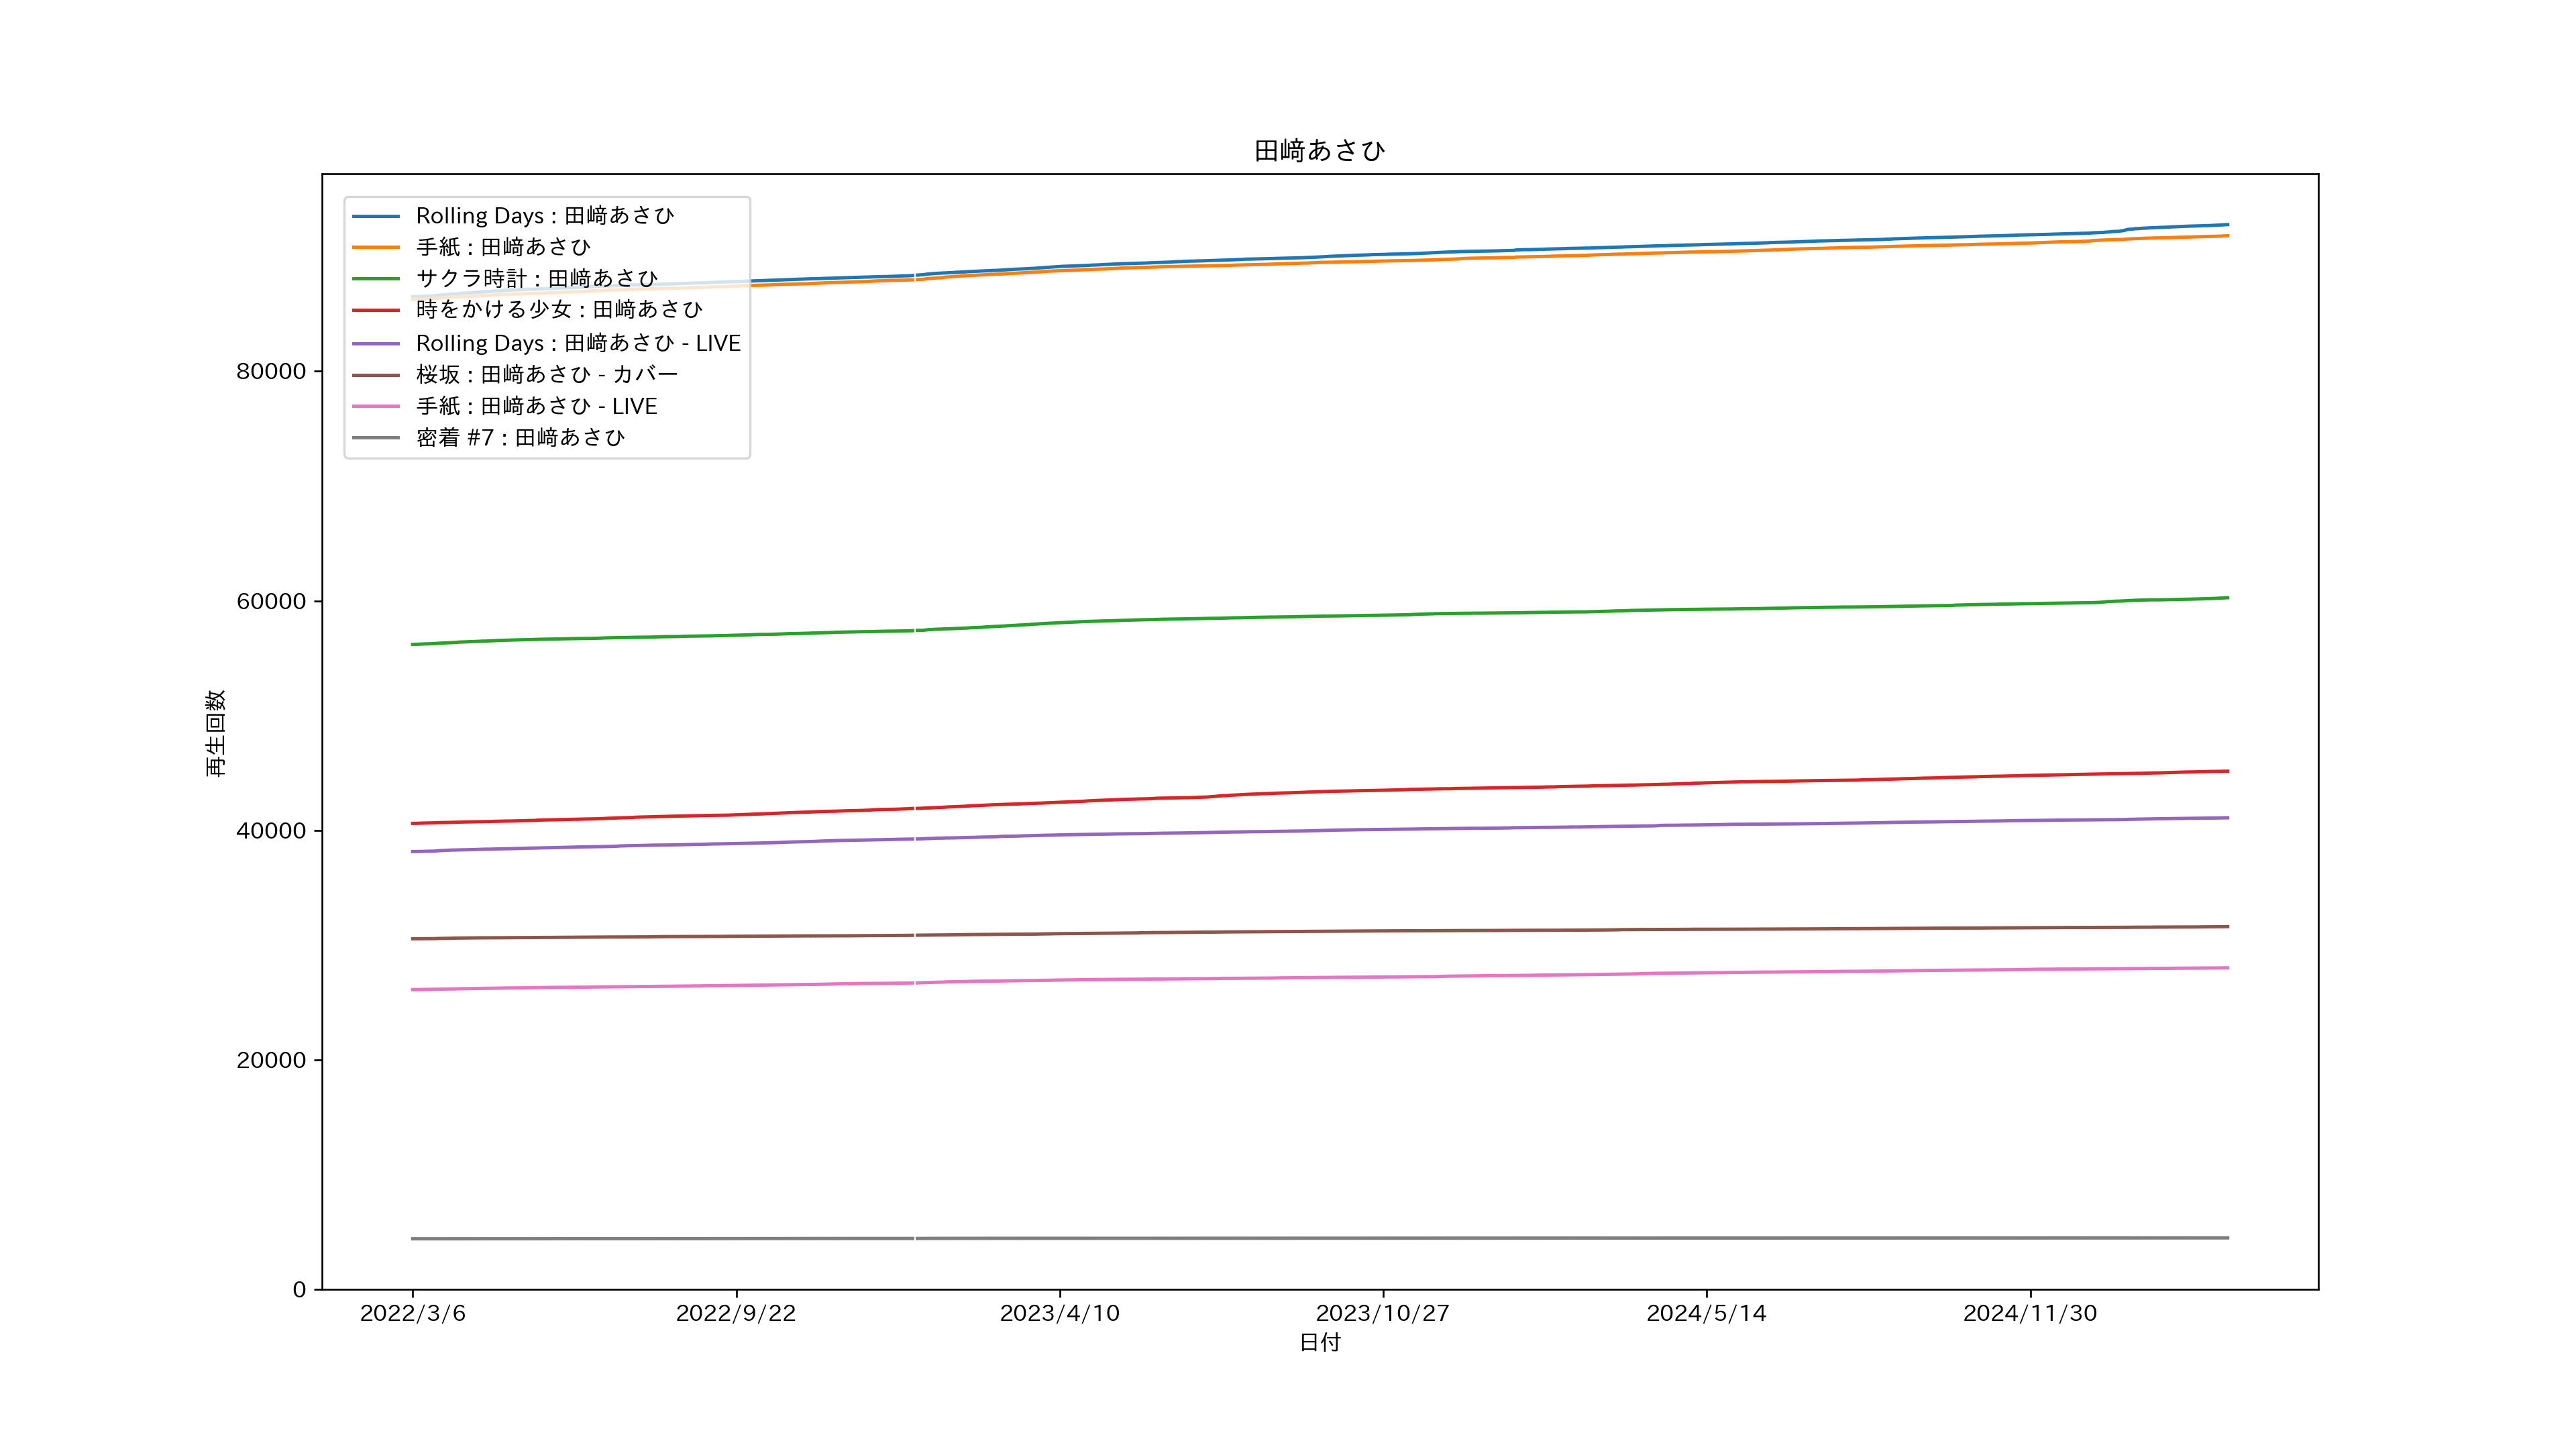 田﨑あさひ
Rolling Days : 田﨑あさひ
手紙 : 田﨑あさひ
サクラ時計 : 田﨑あさひ
時をかける少女 : 田﨑あさひ
Rolling Days : 田﨑あさひ - LIVE
桜坂 : 田﨑あさひ - カバー
手紙 : 田﨑あさひ - LIVE
密着 #7 : 田﨑あさひ
80000
60000
40000
20000
0
再生回数
2022/3/6 2022/9/22 2023/4/10 2023/10/27 2024/5/14 2024/11/30
日付